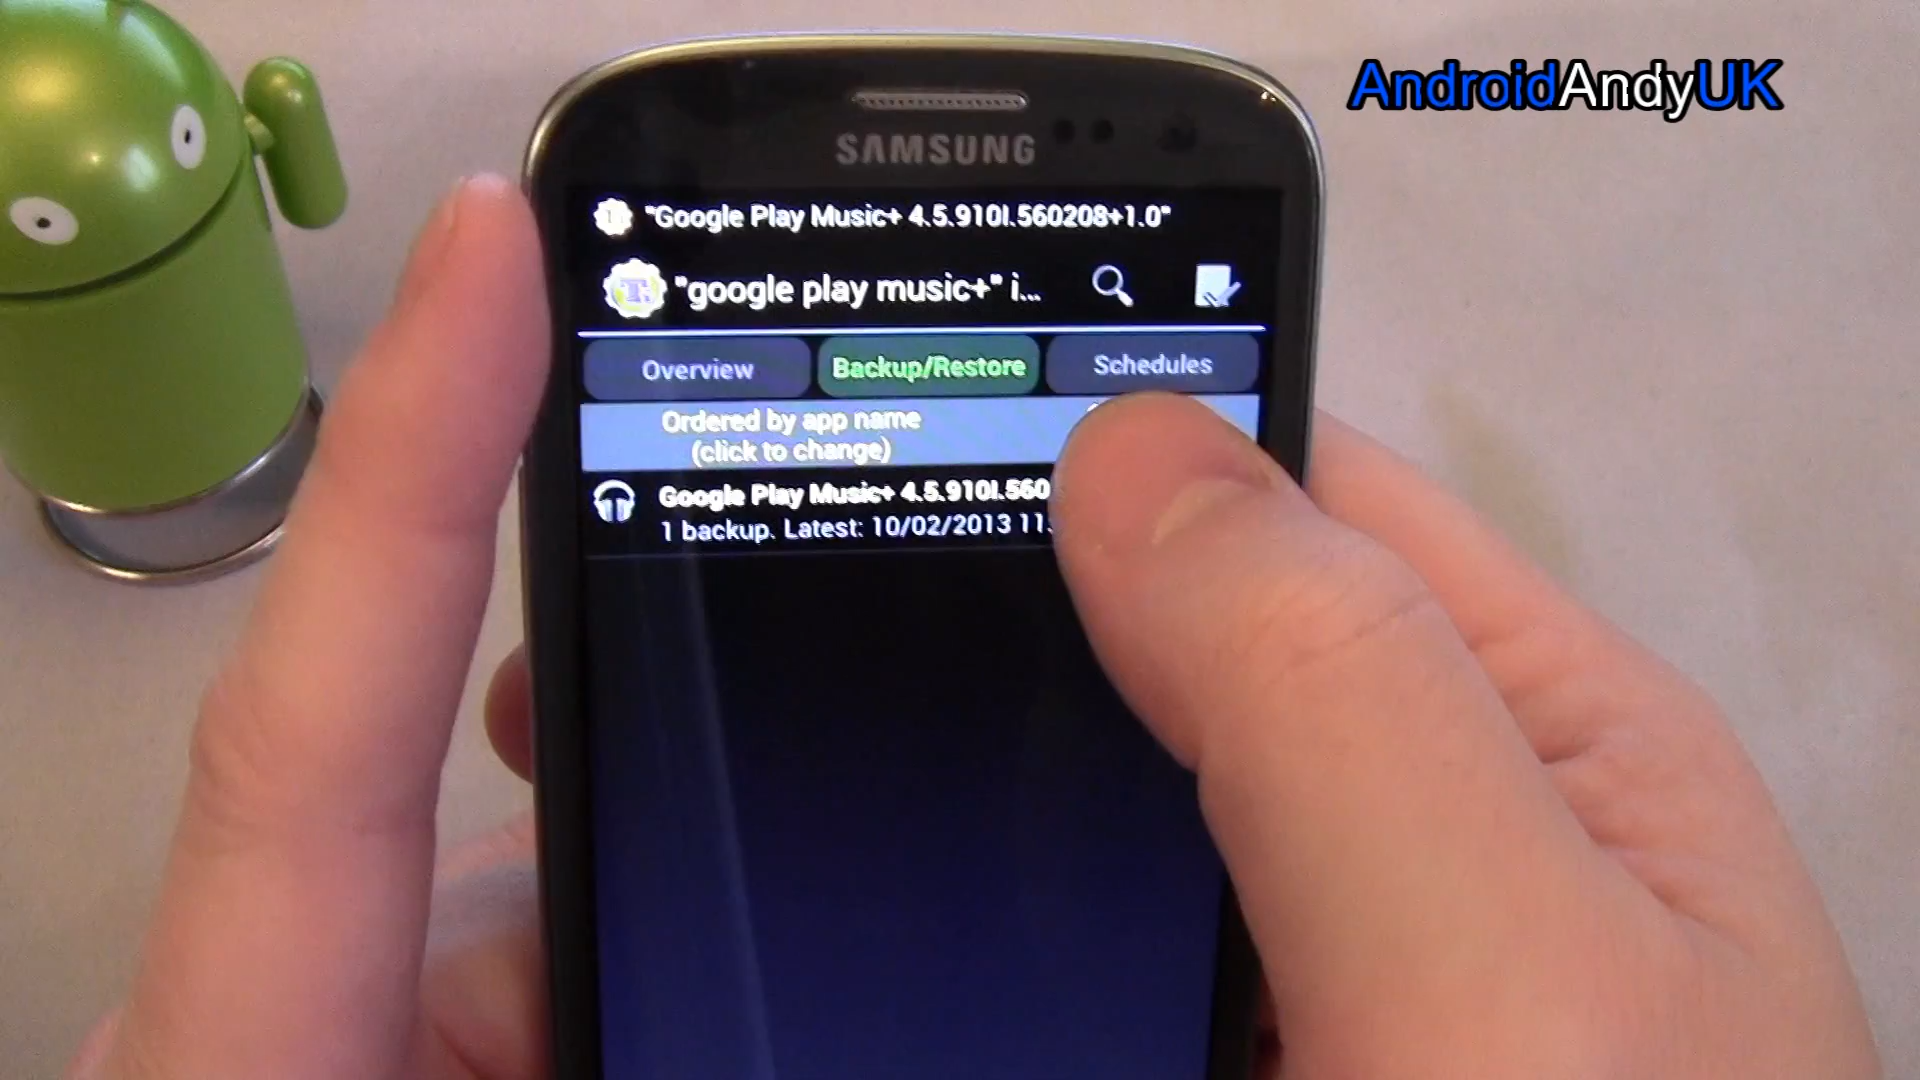 AndroidAndyUK
SAMSUNG
"Google Play Music+ 4.5.910I.560208+1.0"
"google play music+" i...
Overview
Backup/Restore
Schedules
Ordered by app name
(click to change)
Google Play Music+ 4.5.910I.560
1 backup. Latest: 10/02/2013 11: